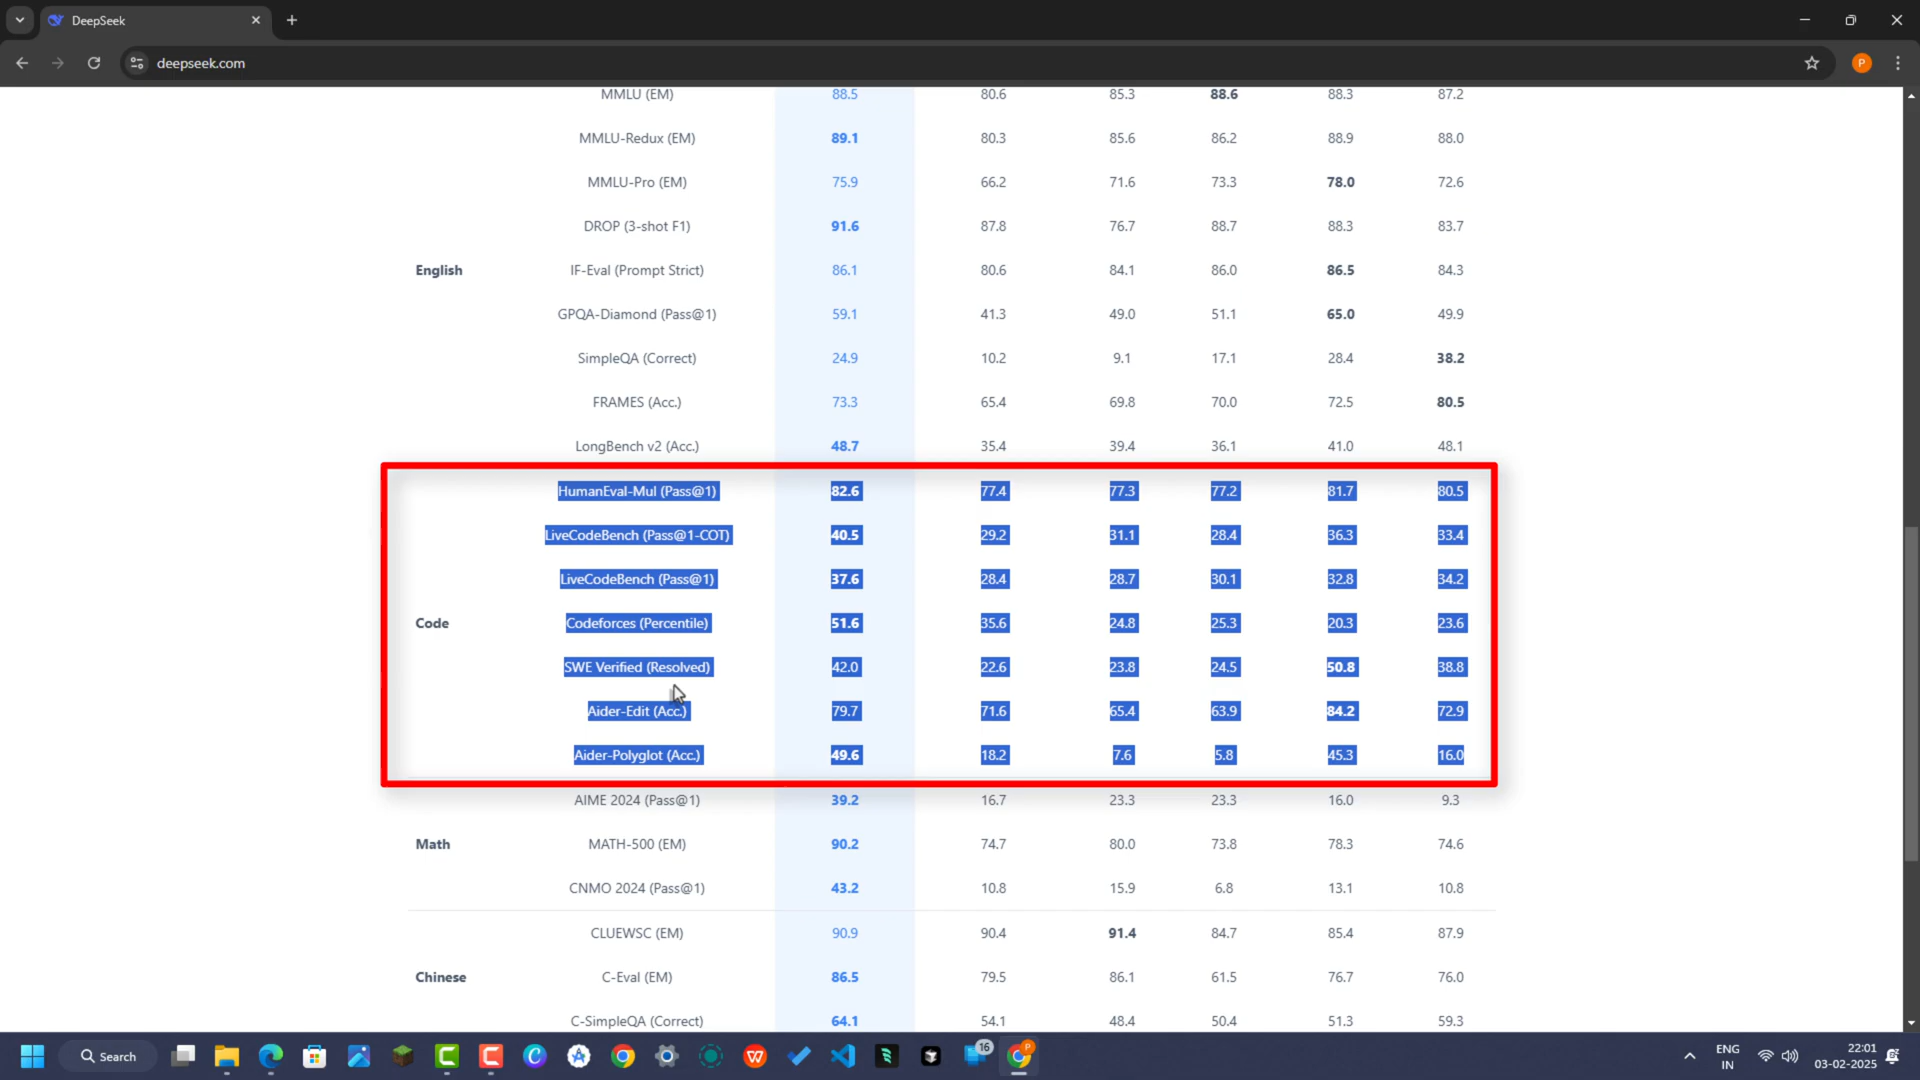 DeepSeek
deepseek.com
P
MMLU (EM) 88.5 80.6 85.3 88.6 88.3 87.2
MMLU-Redux (EM) 89.1 80.3 85.6 86.2 88.9 88.0
MMLU-Pro (EM) 75.9 66.2 71.6 73.3 78.0 72.6
DROP (3-shot F1) 91.6 87.8 76.7 88.7 88.3 83.7
English IF-Eval (Prompt Strict) 86.1 80.6 84.1 86.0 86.5 84.3
GPQA-Diamond (Pass@1) 59.1 41.3 49.0 51.1 65.0 49.9
SimpleQA (Correct) 24.9 10.2 9.1 17.1 28.4 38.2
FRAMES (Acc.) 73.3 65.4 69.8 70.0 72.5 80.5
LongBench v2 (Acc.) 48.7 35.4 39.4 36.1 41.0 48.1
HumanEval-Mul (Pass@1) 82.6 77.4 77.3 77.2 81.7 80.5
LiveCodeBench (Pass@1-COT) 40.5 29.2 31.1 28.4 36.3 33.4
LiveCodeBench (Pass@1) 37.6 28.4 28.7 30.1 32.8 34.2
Code Codeforces (Percentile) 51.6 35.6 24.8 25.3 20.3 23.6
SWE Verified (Resolved) 42.0 22.6 23.8 24.5 50.8 38.8
Aider-Edit (Acc.) 79.7 71.6 65.4 63.9 84.2 72.9
Aider-Polyglot (Acc.) 49.6 18.2 7.6 5.8 45.3 16.0
AIME 2024 (Pass@1) 39.2 16.7 23.3 23.3 16.0 9.3
Math MATH-500 (EM) 90.2 74.7 80.0 73.8 78.3 74.6
CNMO 2024 (Pass@1) 43.2 10.8 15.9 6.8 13.1 10.8
CLUEWSC (EM) 90.9 90.4 91.4 84.7 85.4 87.9
Chinese C-Eval (EM) 86.5 79.5 86.1 61.5 76.7 76.0
C-SimpleQA (Correct) 64.1 54.1 48.4 50.4 51.3 59.3
Search 16 P ENG 22:01
IN 03-02-2025